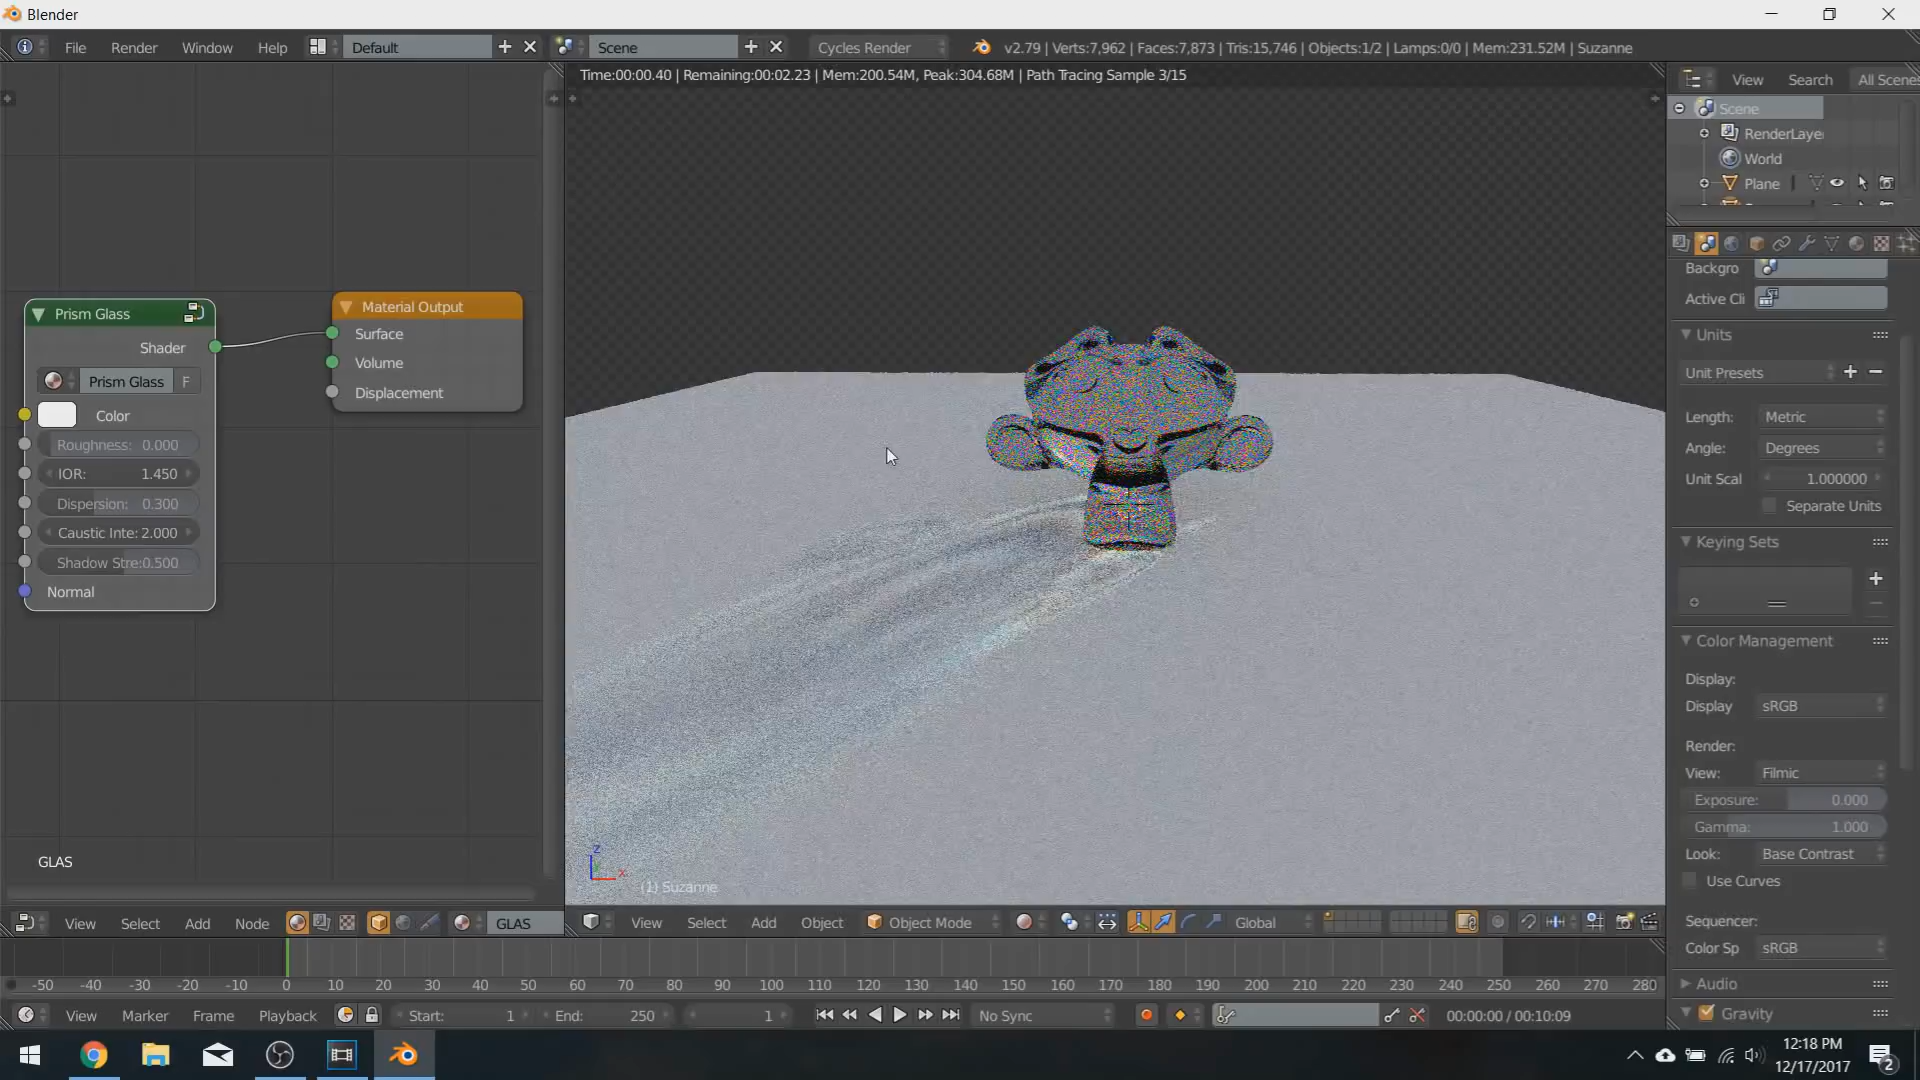 Blender
File Render Window Help Default Scene Cycles Render v2.79 | Verts:7,962 | Faces:7,873 | Tris:15,746 | Objects:1/2 | Lamps:0/0 | Mem:231.52M | Suzanne
Time:00:00.40 | Remaining:00:02.23 | Mem:200.54M, Peak:304.68M | Path Tracing Sample 3/15
View Search All Scenes
Scene
RenderLaye
World
Plane
Backgro
Active Cli
Units
Unit Presets
Length: Metric
Angle: Degrees
Unit Scal 1.000000
Separate Units
Keying Sets
Color Management
Display:
Display sRGB
Render:
View: Filmic
Exposure: 0.000
Gamma: 1.000
Look: Base Contrast
Use Curves
Sequencer:
Color Sp sRGB
Audio
Gravity
Prism Glass
Shader
Prism Glass F
Color
Roughness: 0.000
IOR: 1.450
Dispersion: 0.300
Caustic Inte: 2.000
Shadow Stre:0.500
Normal
Material Output
Surface
Volume
Displacement
GLAS
z
x
(1) Suzanne
View Select Add Node GLAS
View Select Add Object Object Mode Global
-50 -40 -30 -20 -10 0 10 20 30 40 50 60 70 80 90 100 110 120 130 140 150 160 170 180 190 200 210 220 230 240 250 260 270 280
View Marker Frame Playback Start: 1 End: 250 1 No Sync 00:00:00 / 00:10:09
12:18 PM
12/17/2017
2